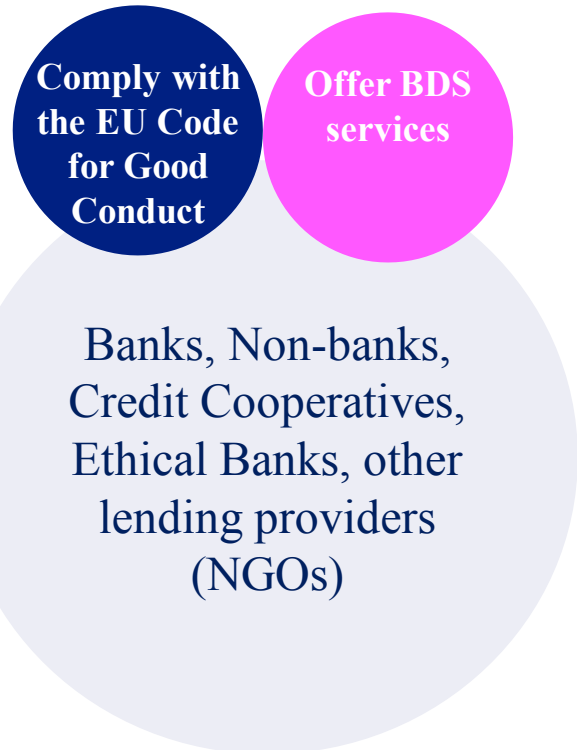 Comply with
the EU Code
for Good
Conduct
Offer BDS
services
Banks, Non-banks,
Credit Cooperatives,
Ethical Banks, other
lending providers
(NGOs)